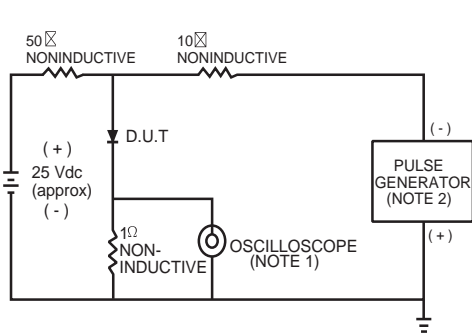 50☒
NONINDUCTIVE
10☒
NONINDUCTIVE
(-)
D.U.T
(+)
25 Vdc
(approx)
(-)
PULSE
GENERATOR
(NOTE 2)
(+)
1Ω
NON-
INDUCTIVE
OSCILLOSCOPE
(NOTE 1)